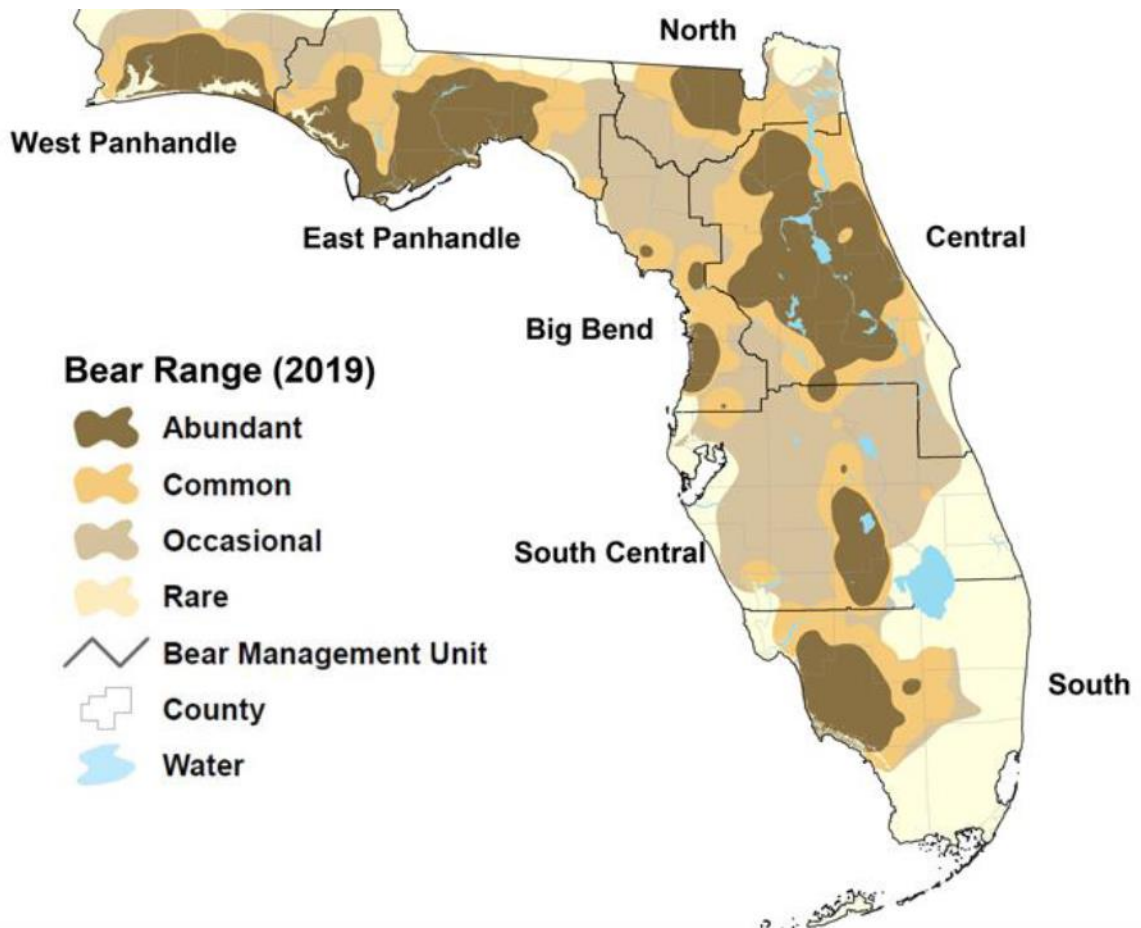 North
West Panhandle
East Panhandle
Central
Big Bend
Bear Range (2019)
Abundant
Common
Occasional
South Central
Rare
Bear Management Unit
South
County
Water